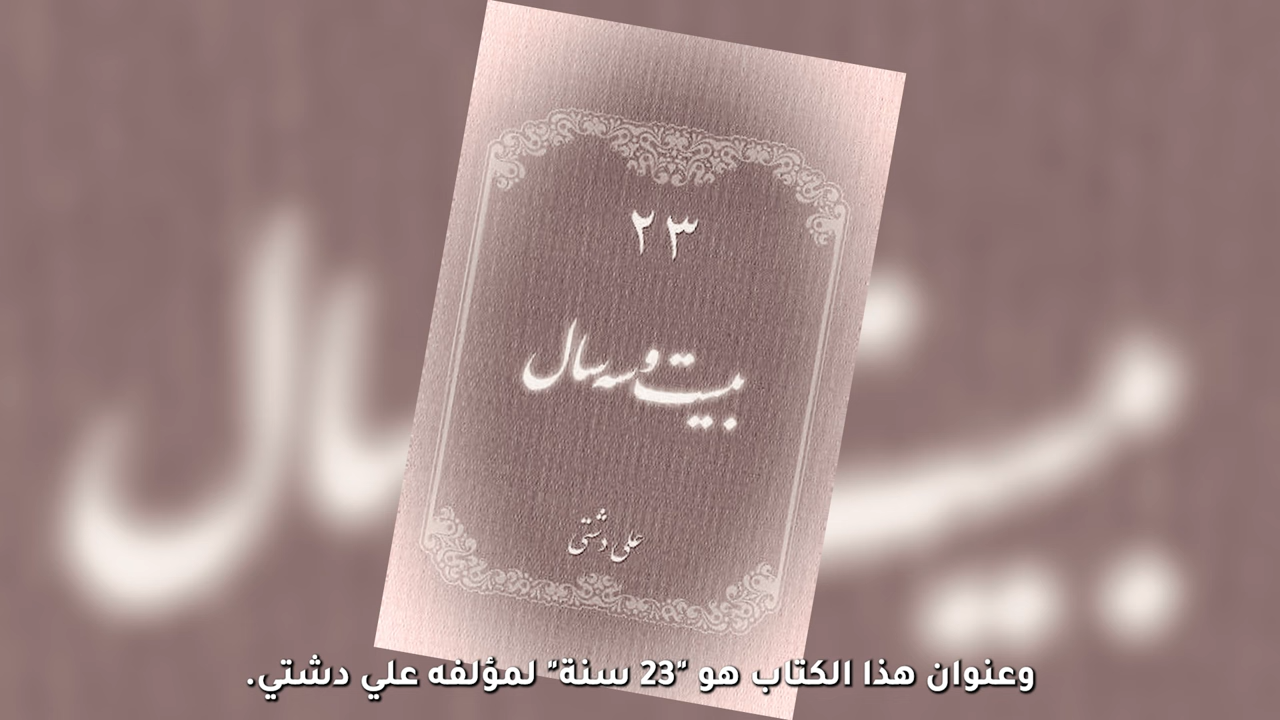 ۲۳
بیست و سه سال
علی دشتی
وعنوان هذا الكتاب هو "23 سنة" لمؤلفه علي دشتي.